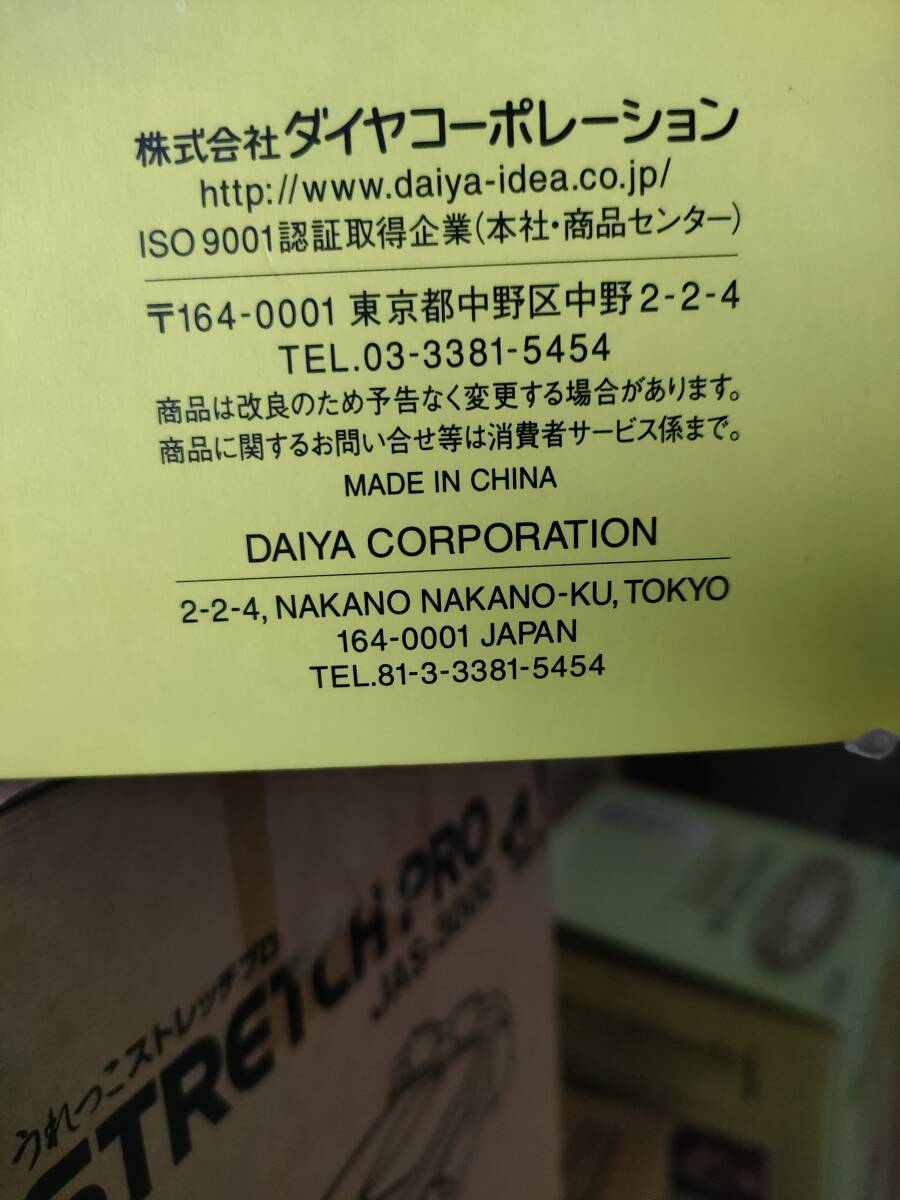 株式会社ダイヤコーポレーション
http://www.daiya-idea.co.jp/
ISO 9001認証取得企業(本社・商品センター)
〒164-0001 東京都中野区中野2-2-4
TEL.03-3381-5454
商品は改良のため予告なく変更する場合があります。
商品に関するお問い合せ等は消費者サービス係まで。
MADE IN CHINA
DAIYA CORPORATION
2-2-4, NAKANO NAKANO-KU, TOKYO
164-0001 JAPAN
TEL.81-3-3381-5454
うれっこストレッチプロ
STRETCH PRO
JAS-3000